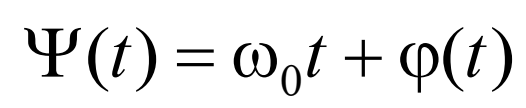 Ψ(t) = ω₀t + φ(t)